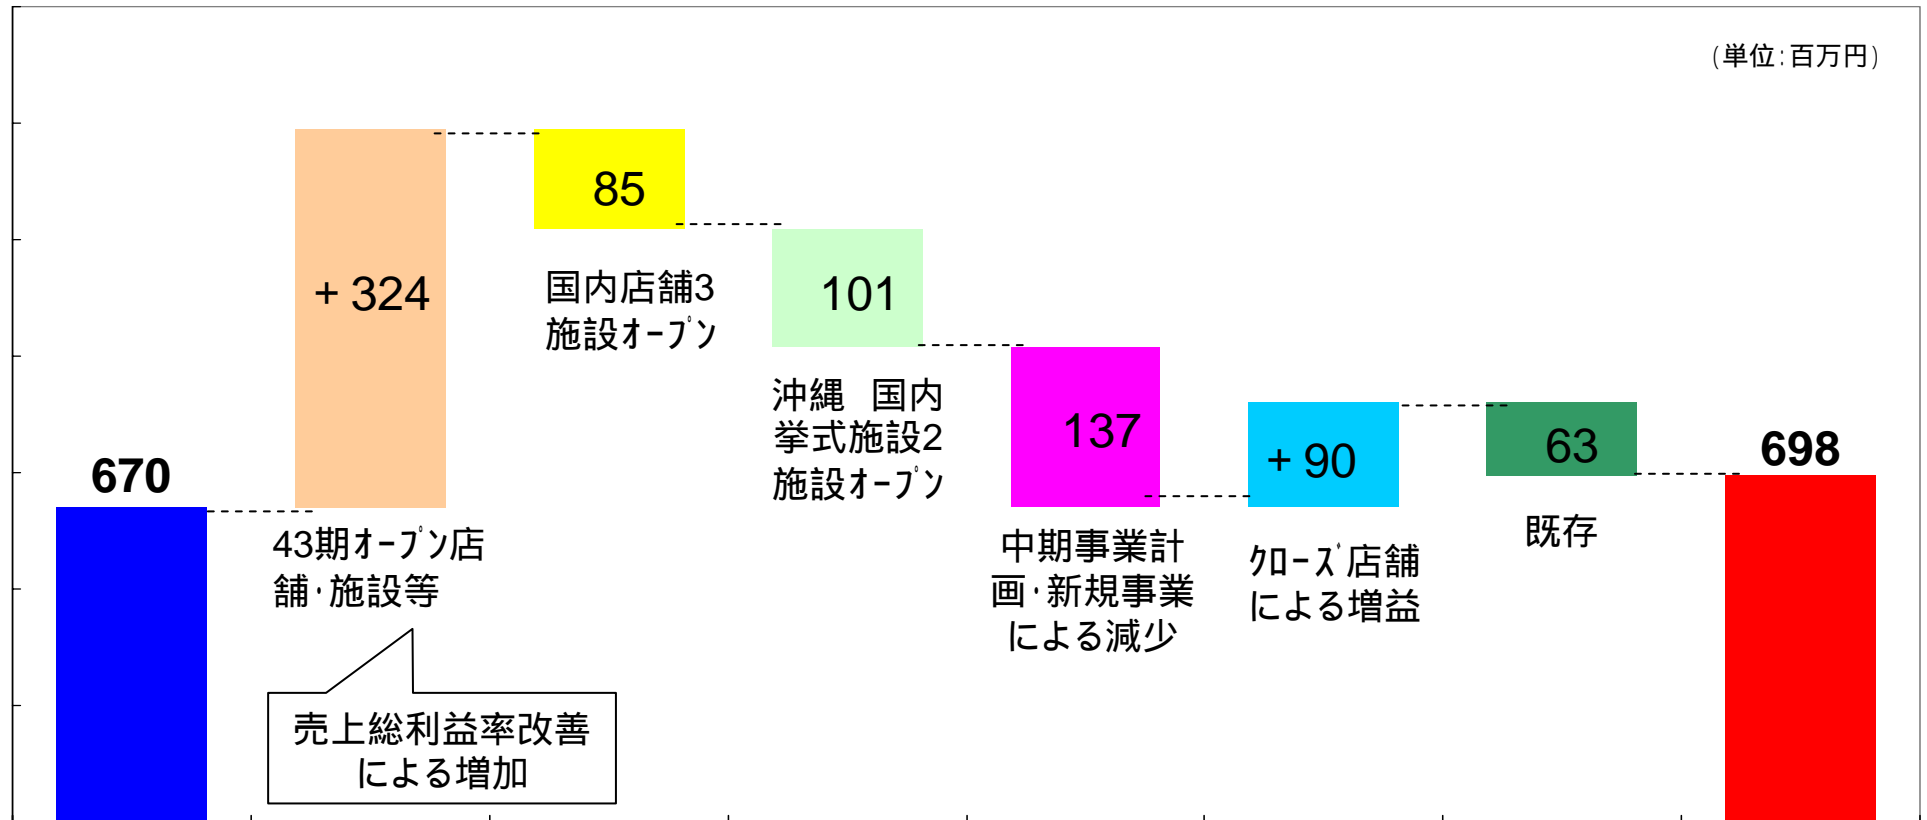 (単位:百万円)
670
+ 324
43期ｵｰﾌﾟﾝ店
舗･施設等
売上総利益率改善
による増加
85
国内店舗3
施設ｵｰﾌﾟﾝ
101
沖縄　国内
挙式施設2
施設ｵｰﾌﾟﾝ
137
中期事業計
画･新規事業
による減少
+ 90
ｸﾛｰｽﾞ店舗
による増益
63
既存
698